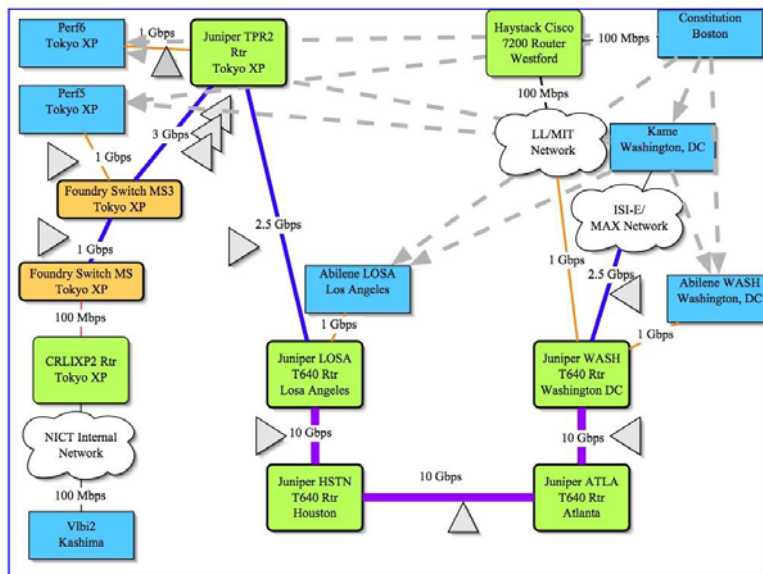 Perf6
Tokyo XP
1 Gbps
Juniper TPR2
Rtr
Tokyo XP
Haystack Cisco
7200 Router
Westford
100 Mbps
Constitution
Boston
Perf5
Tokyo XP
3 Gbps
100 Mbps
LL/MIT
Network
Kame
Washington, DC
1 Gbps
Foundry Switch MS3
Tokyo XP
ISI-E/
MAX Network
1 Gbps
2.5 Gbps
Foundry Switch MS
Tokyo XP
Abilene LOSA
Los Angeles
1 Gbps
2.5 Gbps
Abilene WASH
Washington, DC
100 Mbps
1 Gbps
1 Gbps
CRLIXP2 Rtr
Tokyo XP
Juniper LOSA
T640 Rtr
Losa Angeles
Juniper WASH
T640 Rtr
Washington DC
NICT Internal
Network
10 Gbps
10 Gbps
100 Mbps
Juniper HSTN
T640 Rtr
Houston
10 Gbps
Juniper ATLA
T640 Rtr
Atlanta
Vlbi2
Kashima